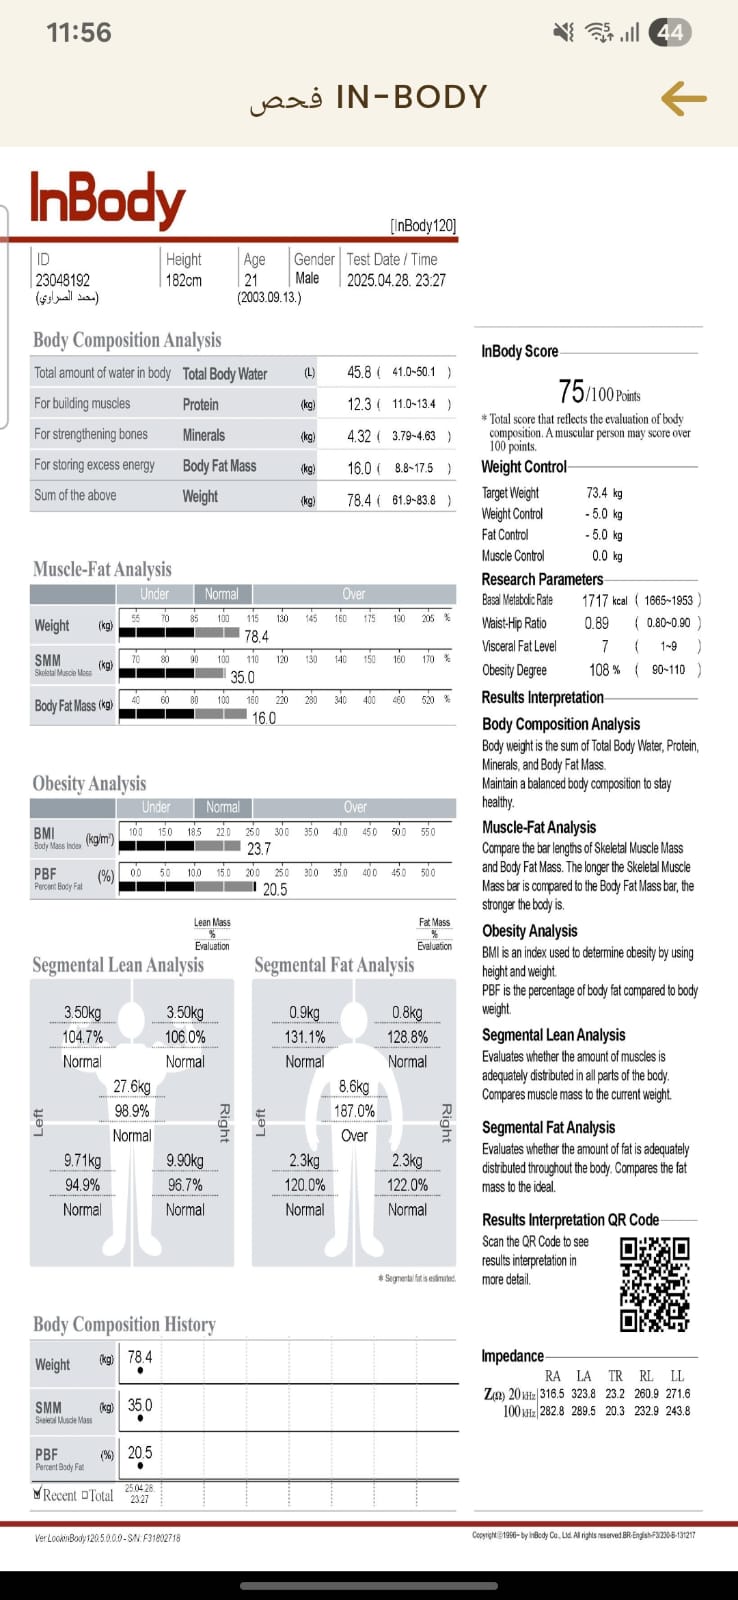 11:56
44
فحص IN-BODY
InBody
[InBody120]
ID Height Age Gender Test Date / Time
23048192 182cm 21 Male 2025.04.28. 23:27
(محمد الصراوي) (2003.09.13.)
Body Composition Analysis
Total amount of water in body Total Body Water (L) 45.8 ( 41.0~50.1 )
For building muscles Protein (kg) 12.3 ( 11.0~13.4 )
For strengthening bones Minerals (kg) 4.32 ( 3.79~4.63 )
For storing excess energy Body Fat Mass (kg) 16.0 ( 8.8~17.5 )
Sum of the above Weight (kg) 78.4 ( 61.9~83.8 )
Muscle-Fat Analysis
Under Normal Over
Weight (kg) 55 70 85 100 115 130 145 160 175 190 205 %
78.4
SMM (kg) 70 80 90 100 110 120 130 140 150 160 170 %
Skeletal Muscle Mass 35.0
Body Fat Mass (kg) 40 60 80 100 160 220 280 340 400 460 520 %
16.0
Obesity Analysis
Under Normal Over
BMI (kg/m²) 10.0 15.0 18.5 22.0 25.0 30.0 35.0 40.0 45.0 50.0 55.0
Body Mass Index 23.7
PBF (%) 0.0 5.0 10.0 15.0 20.0 25.0 30.0 35.0 40.0 45.0 50.0
Percent Body Fat 20.5
Lean Mass
%
Evaluation
Segmental Lean Analysis
3.50kg 3.50kg
104.7% 106.0%
Normal Normal
27.6kg
98.9%
Normal
Left Right
9.71kg 9.90kg
94.9% 96.7%
Normal Normal
Fat Mass
%
Evaluation
Segmental Fat Analysis
0.9kg 0.8kg
131.1% 128.8%
Normal Normal
8.6kg
187.0%
Over
Left Right
2.3kg 2.3kg
120.0% 122.0%
Normal Normal
* Segmental fat is estimated.
Body Composition History
Weight (kg) 78.4
SMM (kg) 35.0
Skeletal Muscle Mass
PBF (%) 20.5
Percent Body Fat
Recent Total 25.04.28.
23:27
InBody Score
75/100 Points
* Total score that reflects the evaluation of body
composition. A muscular person may score over
100 points.
Weight Control
Target Weight 73.4 kg
Weight Control - 5.0 kg
Fat Control - 5.0 kg
Muscle Control 0.0 kg
Research Parameters
Basal Metabolic Rate 1717 kcal ( 1665~1953 )
Waist-Hip Ratio 0.89 ( 0.80~0.90 )
Visceral Fat Level 7 ( 1~9 )
Obesity Degree 108 % ( 90~110 )
Results Interpretation
Body Composition Analysis
Body weight is the sum of Total Body Water, Protein,
Minerals, and Body Fat Mass.
Maintain a balanced body composition to stay
healthy.
Muscle-Fat Analysis
Compare the bar lengths of Skeletal Muscle Mass
and Body Fat Mass. The longer the Skeletal Muscle
Mass bar is compared to the Body Fat Mass bar, the
stronger the body is.
Obesity Analysis
BMI is an index used to determine obesity by using
height and weight.
PBF is the percentage of body fat compared to body
weight.
Segmental Lean Analysis
Evaluates whether the amount of muscles is
adequately distributed in all parts of the body.
Compares muscle mass to the current weight.
Segmental Fat Analysis
Evaluates whether the amount of fat is adequately
distributed throughout the body. Compares the fat
mass to the ideal.
Results Interpretation QR Code
Scan the QR Code to see
results interpretation in
more detail.
Impedance
RA LA TR RL LL
Z(Ω) 20 kHz 316.5 323.8 23.2 260.9 271.6
100 kHz 282.8 289.5 20.3 232.9 243.8
Ver LookinBody120.5.0.0.0 - S/N: F31802718
Copyright©1996~ by InBody Co., Ltd. All rights reserved.BR-English-F3/230-B-131217